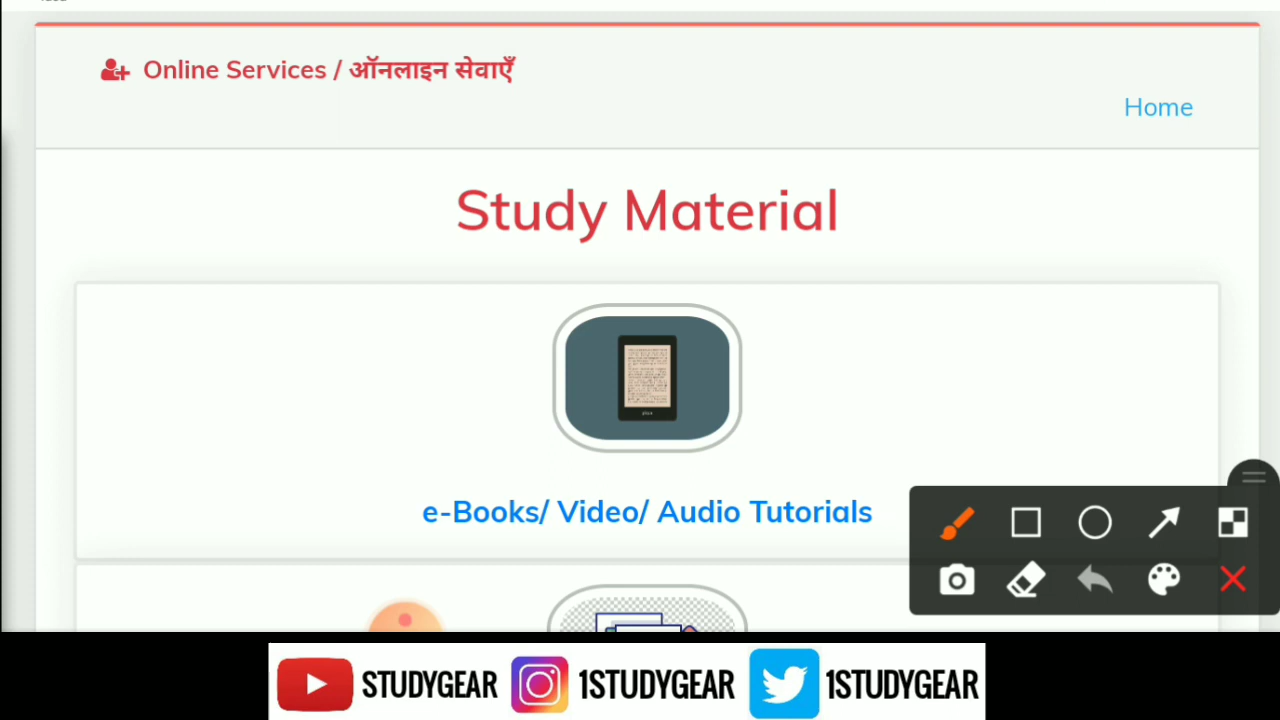 Online Services / ऑनलाइन सेवाएँ
Home
Study Material
e-Books/ Video/ Audio Tutorials
STUDYGEAR 1STUDYGEAR 1STUDYGEAR